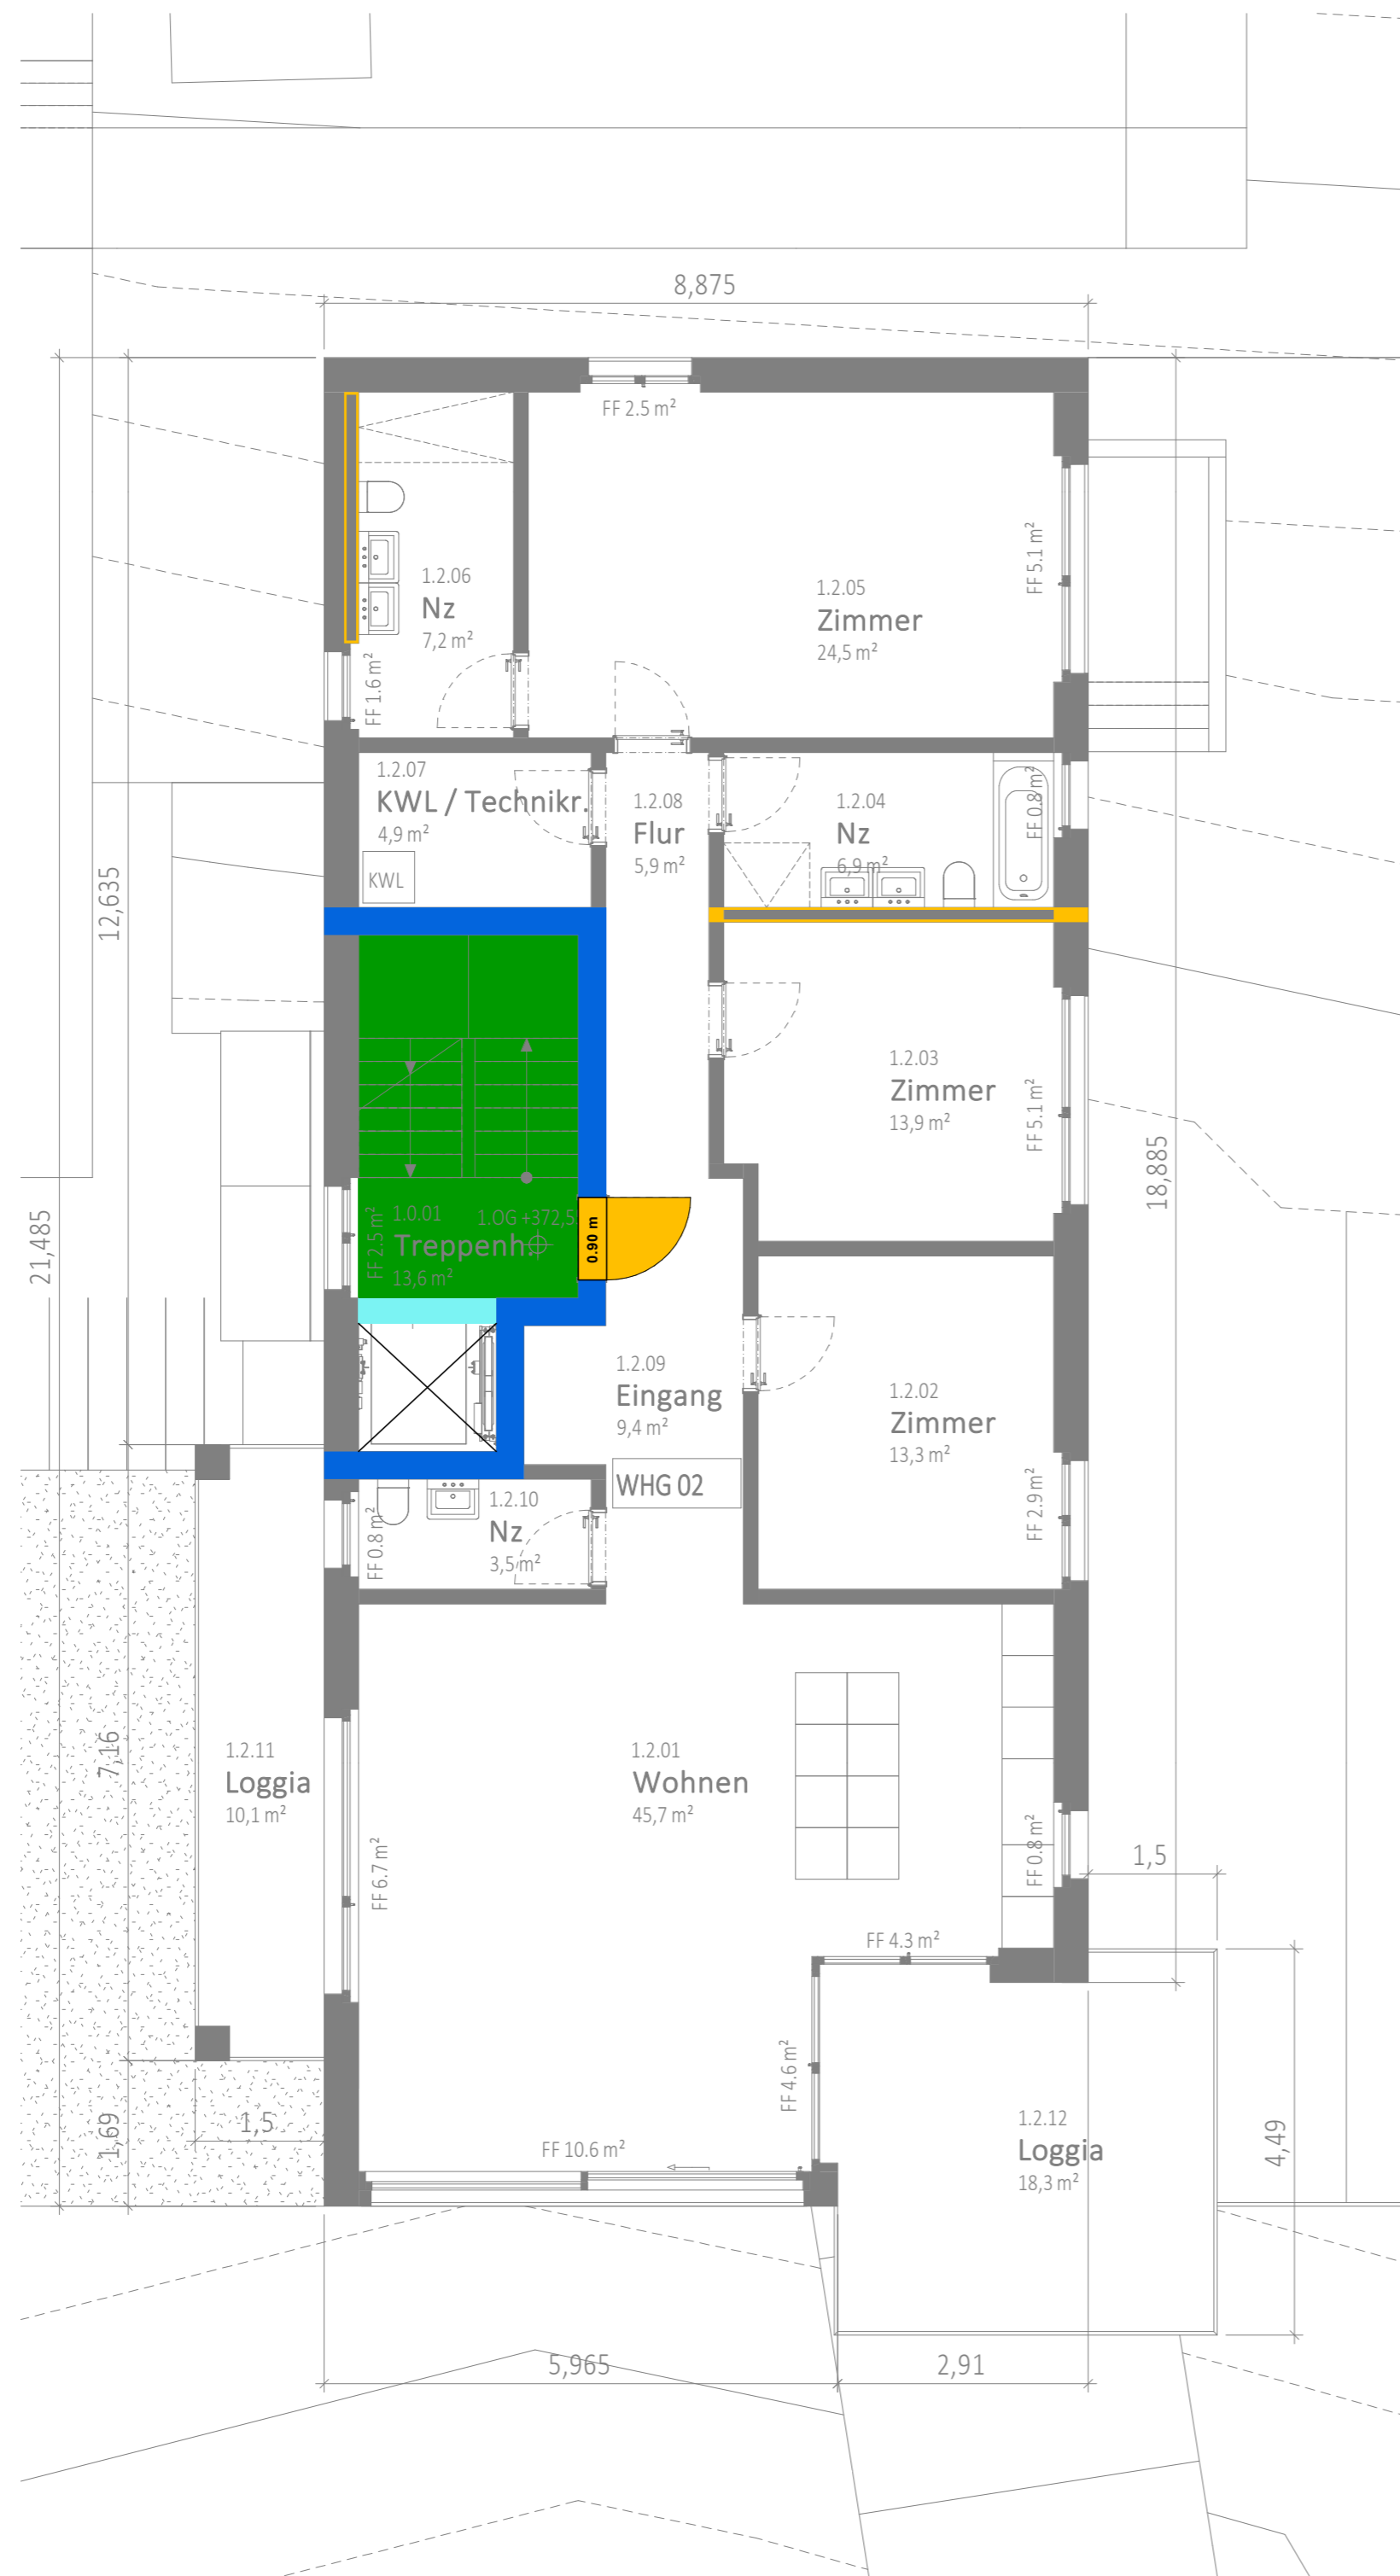 8,875
FF 2.5 m²
FF 5.1 m²
1.2.06
Nz
7,2 m²
1.2.05
Zimmer
24,5 m²
FF 1.6 m²
1.2.07
KWL / Technikr.
4,9 m²
KWL
1.2.08
Flur
5,9 m²
1.2.04
Nz
6,9 m²
FF 0.8 m²
12,635
1.2.03
Zimmer
13,9 m²
FF 5.1 m²
18,885
21,485
1.0.01
Treppenh.
13,6 m²
1.OG +372,5
FF 2.5 m²
0.90 m
1.2.09
Eingang
9,4 m²
1.2.02
Zimmer
13,3 m²
FF 2.9 m²
WHG 02
1.2.10
Nz
3,5 m²
FF 0.8 m²
7,16
1.2.11
Loggia
10,1 m²
1.2.01
Wohnen
45,7 m²
FF 6.7 m²
FF 0.8 m²
1,5
FF 4.3 m²
FF 4.6 m²
1,69
1,5
FF 10.6 m²
1.2.12
Loggia
18,3 m²
4,49
5,965
2,91